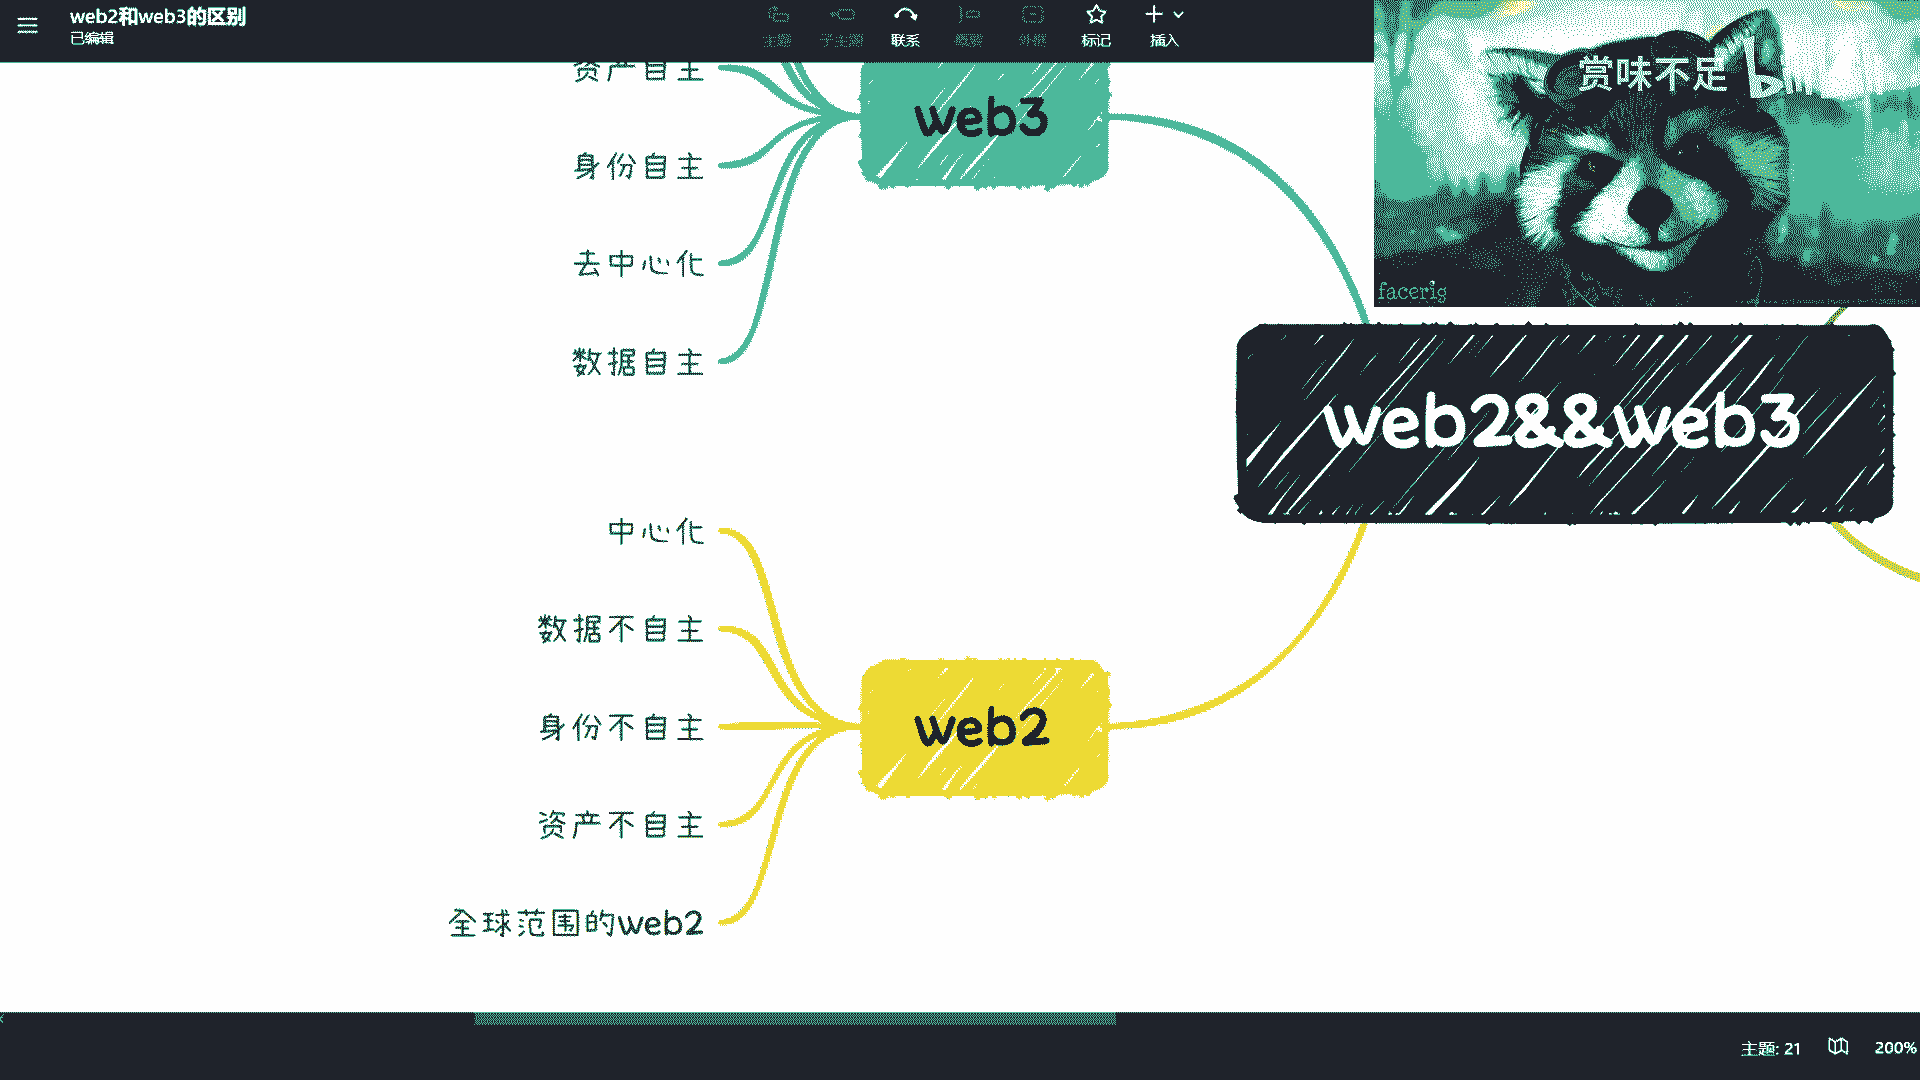 web2和web3的区别
已编辑
主题
子主题
联系
概要
外框
标记
插入
赏味不足
facerig
资产自主
身份自主
去中心化
数据自主
web3
web2&&web3
中心化
数据不自主
身份不自主
资产不自主
全球范围的web2
web2
主题: 21
200%